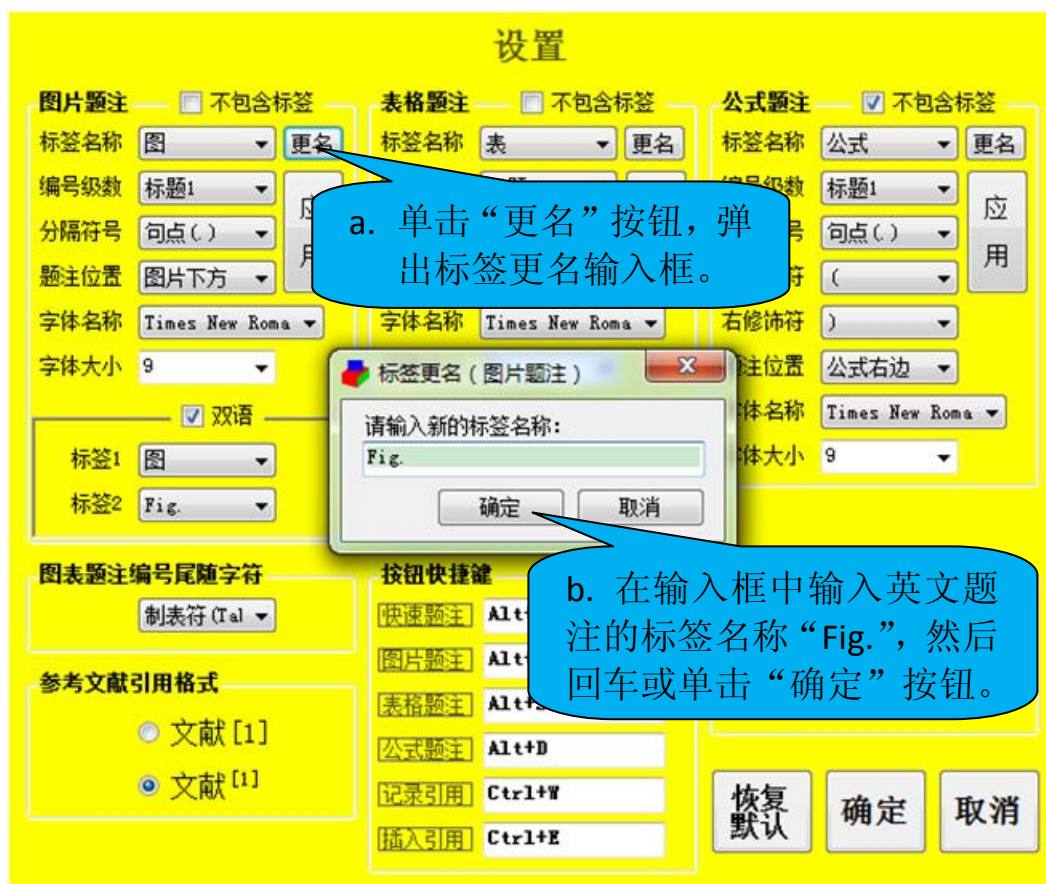 设置
图片题注
不包含标签
标签名称 图 更名
编号级数 标题1
分隔符号 句点(.)
题注位置 图片下方
字体名称 Times New Roma
字体大小 9
双语
标签1 图
标签2 Fig.
表格题注
不包含标签
标签名称 表 更名
字体名称 Times New Roma
公式题注
不包含标签
标签名称 公式 更名
标题1
应
用
句点(.)
(
右修饰符 )
公式右边
Times New Roma
9
a. 单击“更名”按钮，弹
出标签更名输入框。
标签更名(图片题注)
请输入新的标签名称:
Fig.
确定 取消
b. 在输入框中输入英文题
注的标签名称“Fig.”，然后
回车或单击“确定”按钮。
图表题注编号尾随字符
制表符(Ta
参考文献引用格式
文献[1]
文献[1]
按钮快捷键
快速题注 Alt
图片题注 Alt
表格题注 Alt+
公式题注 Alt+D
记录引用 Ctrl+W
插入引用 Ctrl+E
恢复
默认
确定
取消